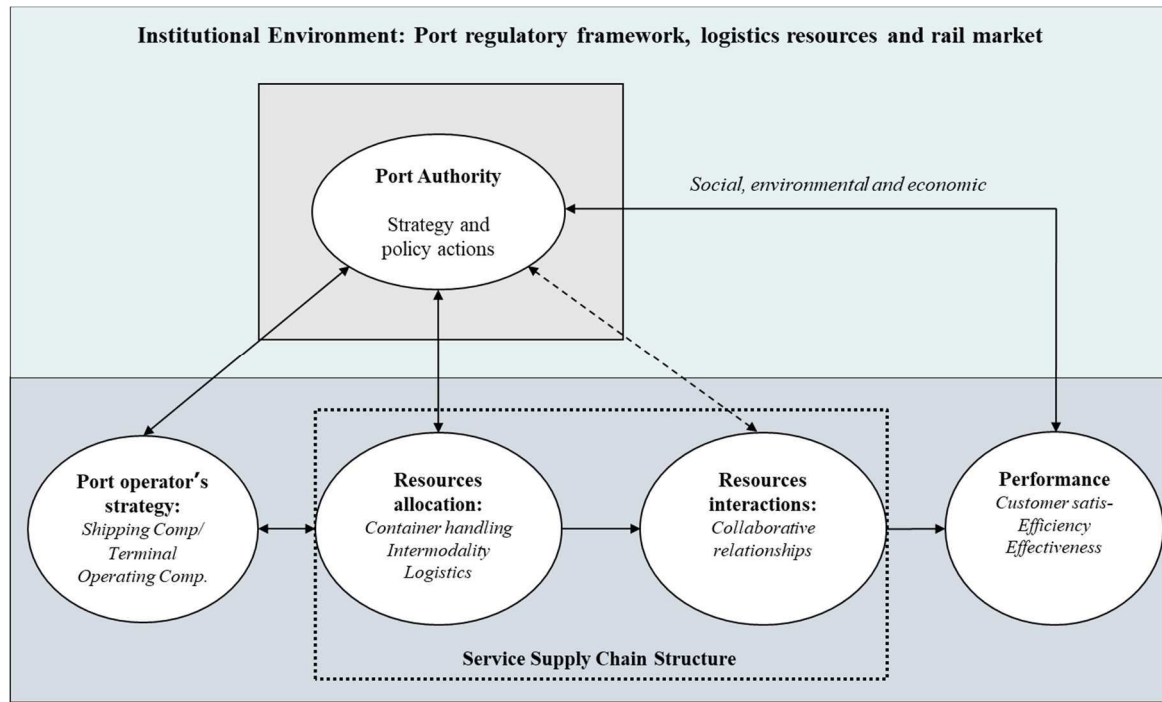 Institutional Environment: Port regulatory framework, logistics resources and rail market
Port Authority
Strategy and
policy actions
Social, environmental and economic
Port operator's
strategy:
Shipping Comp/
Terminal
Operating Comp.
Resources
allocation:
Container handling
Intermodality
Logistics
Resources
interactions:
Collaborative
relationships
Performance
Customer satis-
Efficiency
Effectiveness
Service Supply Chain Structure